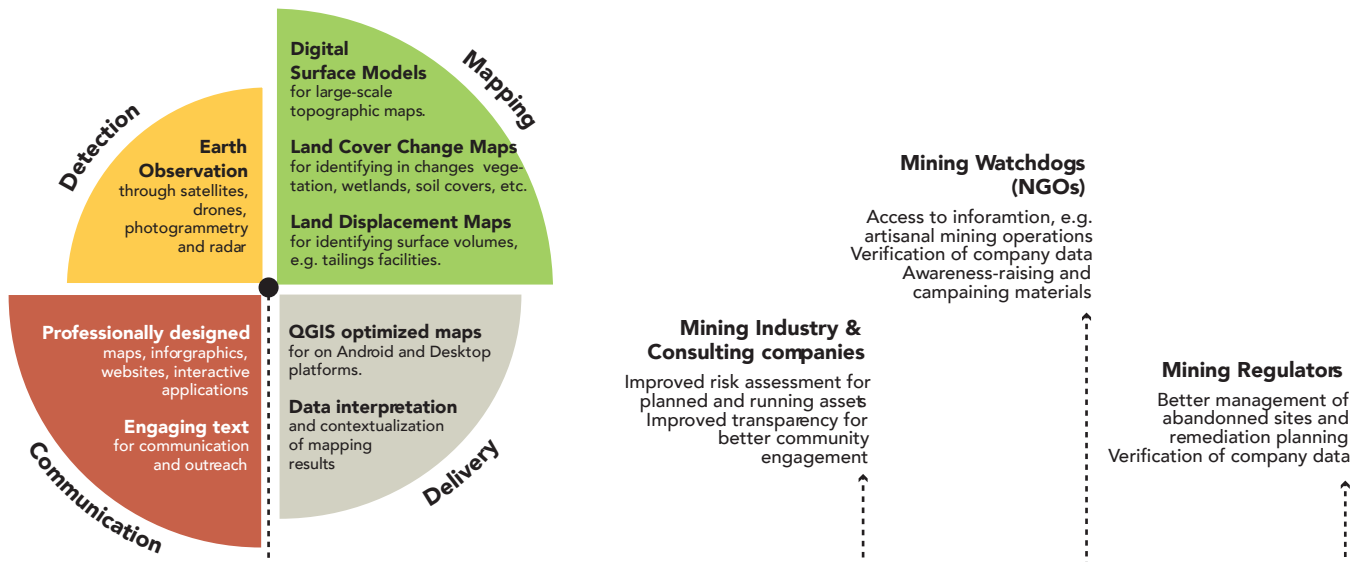 Detection
Earth
Observation
through satellites,
drones,
photogrammetry
and radar
Mapping
Digital
Surface Models
for large-scale
topographic maps.
Land Cover Change Maps
for identifying in changes vege-
tation, wetlands, soil covers, etc.
Land Displacement Maps
for identifying surface volumes,
e.g. tailings facilities.
Professionally designed
maps, inforgraphics,
websites, interactive
applications
Engaging text
for communication
and outreach
Communication
QGIS optimized maps
for on Android and Desktop
platforms.
Data interpretation
and contextualization
of mapping
results
Delivery
Mining Industry &
Consulting companies
Improved risk assessment for
planned and running assets
Improved transparency for
better community
engagement
Mining Watchdogs
(NGOs)
Access to inforamtion, e.g.
artisanal mining operations
Verification of company data
Awareness-raising and
campaining materials
Mining Regulators
Better management of
abandonned sites and
remediation planning
Verification of company data